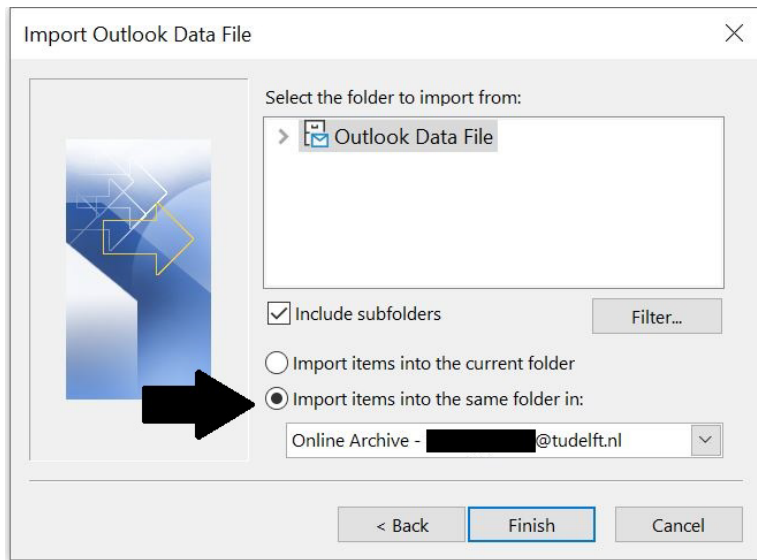 Import Outlook Data File
Select the folder to import from:
Outlook Data File
Include subfolders
Filter...
Import items into the current folder
Import items into the same folder in:
Online Archive - @tudelft.nl
< Back
Finish
Cancel